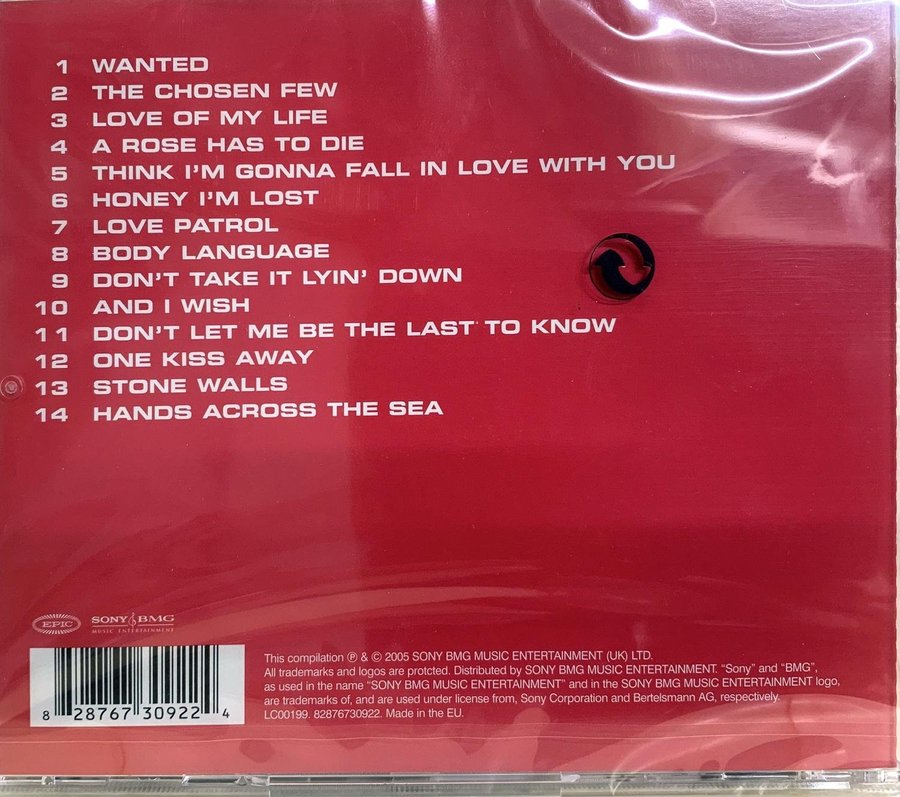 1 WANTED
2 THE CHOSEN FEW
3 LOVE OF MY LIFE
4 A ROSE HAS TO DIE
5 THINK I'M GONNA FALL IN LOVE WITH YOU
6 HONEY I'M LOST
7 LOVE PATROL
8 BODY LANGUAGE
9 DON'T TAKE IT LYIN' DOWN
10 AND I WISH
11 DON'T LET ME BE THE LAST TO KNOW
12 ONE KISS AWAY
13 STONE WALLS
14 HANDS ACROSS THE SEA
EPIC
SONY BMG
MUSIC ENTERTAINMENT
8 28767 30922 4
This compilation ℗ & © 2005 SONY BMG MUSIC ENTERTAINMENT (UK) LTD.
All trademarks and logos are protcted. Distributed by SONY BMG MUSIC ENTERTAINMENT. “Sony” and “BMG”,
as used in the name “SONY BMG MUSIC ENTERTAINMENT” and in the SONY BMG MUSIC ENTERTAINMENT logo,
are trademarks of, and are used under license from, Sony Corporation and Bertelsmann AG, respectively.
LC00199. 82876730922. Made in the EU.